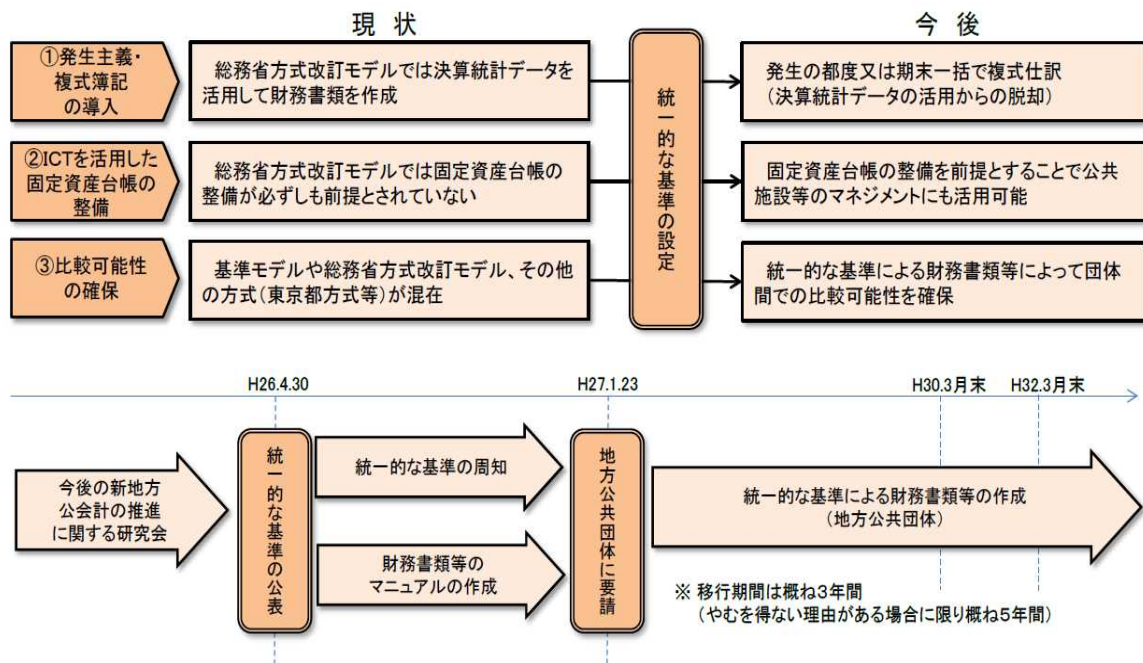 現 状
今 後
①発生主義・
複式簿記
の導入
総務省方式改訂モデルでは決算統計データを
活用して財務書類を作成
発生の都度又は期末一括で複式仕訳
(決算統計データの活用からの脱却)
②ICTを活用した
固定資産台帳の
整備
総務省方式改訂モデルでは固定資産台帳の
整備が必ずしも前提とされていない
統一的な基準の設定
固定資産台帳の整備を前提とすることで公共
施設等のマネジメントにも活用可能
③比較可能性
の確保
基準モデルや総務省方式改訂モデル、その他
の方式(東京都方式等)が混在
統一的な基準による財務書類等によって団体
間での比較可能性を確保
H26.4.30
H27.1.23
H30.3月末
H32.3月末
今後の新地方
公会計の推進
に関する研究会
統一的な基準の公表
統一的な基準の周知
財務書類等の
マニュアルの作成
地方公共団体に要請
統一的な基準による財務書類等の作成
(地方公共団体)
※ 移行期間は概ね3年間
(やむを得ない理由がある場合に限り概ね5年間)